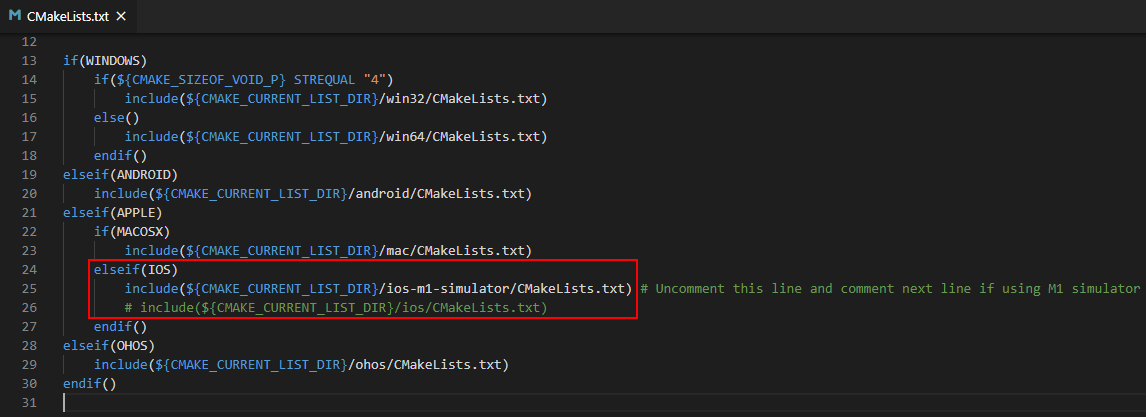 CMakeLists.txt
12
13 if(WINDOWS)
14 if(${CMAKE_SIZEOF_VOID_P} STREQUAL "4")
15 include(${CMAKE_CURRENT_LIST_DIR}/win32/CMakeLists.txt)
16 else()
17 include(${CMAKE_CURRENT_LIST_DIR}/win64/CMakeLists.txt)
18 endif()
19 elseif(ANDROID)
20 include(${CMAKE_CURRENT_LIST_DIR}/android/CMakeLists.txt)
21 elseif(APPLE)
22 if(MACOSX)
23 include(${CMAKE_CURRENT_LIST_DIR}/mac/CMakeLists.txt)
24 elseif(IOS)
25 include(${CMAKE_CURRENT_LIST_DIR}/ios-m1-simulator/CMakeLists.txt) # Uncomment this line and comment next line if using M1 simulator
26 # include(${CMAKE_CURRENT_LIST_DIR}/ios/CMakeLists.txt)
27 endif()
28 elseif(OHOS)
29 include(${CMAKE_CURRENT_LIST_DIR}/ohos/CMakeLists.txt)
30 endif()
31